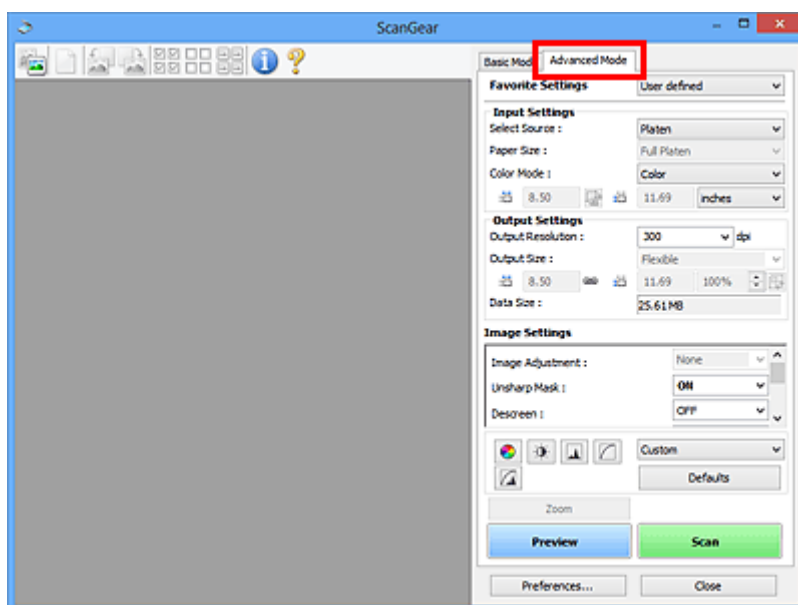 ScanGear
Basic Mode Advanced Mode
Favorite Settings User defined
Input Settings
Select Source : Platen
Paper Size : Full Platen
Color Mode : Color
8.50 11.69 inches
Output Settings
Output Resolution : 300 dpi
Output Size : Flexible
8.50 11.69 100%
Data Size : 25.61 MB
Image Settings
Image Adjustment : None
Unsharp Mask : ON
Descreen : OFF
Custom
Defaults
Zoom
Preview Scan
Preferences... Close